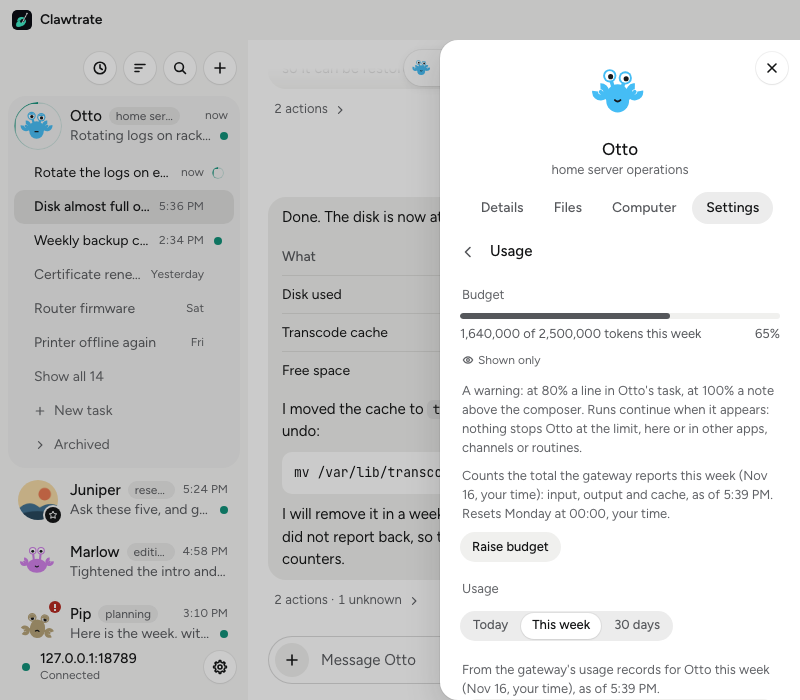 Clawtrate
Otto
home ser...
now
Rotating logs on rack...
Rotate the logs on e...
now
Disk almost full o...
5:36 PM
Weekly backup c...
2:34 PM
Certificate rene...
Yesterday
Router firmware
Sat
Printer offline again
Fri
Show all 14
New task
Archived
Juniper
rese...
5:24 PM
Ask these five, and g...
Marlow
editi...
4:58 PM
Tightened the intro and...
Pip
planning
3:10 PM
Here is the week. wit...
127.0.0.1:18789
Connected
2 actions
Done. The disk is now at
What
Disk used
Transcode cache
Free space
I moved the cache to
undo:
mv /var/lib/transco
I will remove it in a week
did not report back, so t
counters.
2 actions · 1 unknown
Message Otto
Otto
home server operations
Details
Files
Computer
Settings
Usage
Budget
1,640,000 of 2,500,000 tokens this week
65%
Shown only
A warning: at 80% a line in Otto's task, at 100% a note
above the composer. Runs continue when it appears:
nothing stops Otto at the limit, here or in other apps,
channels or routines.
Counts the total the gateway reports this week (Nov
16, your time): input, output and cache, as of 5:39 PM.
Resets Monday at 00:00, your time.
Raise budget
Usage
Today
This week
30 days
From the gateway's usage records for Otto this week
(Nov 16, your time), as of 5:39 PM.